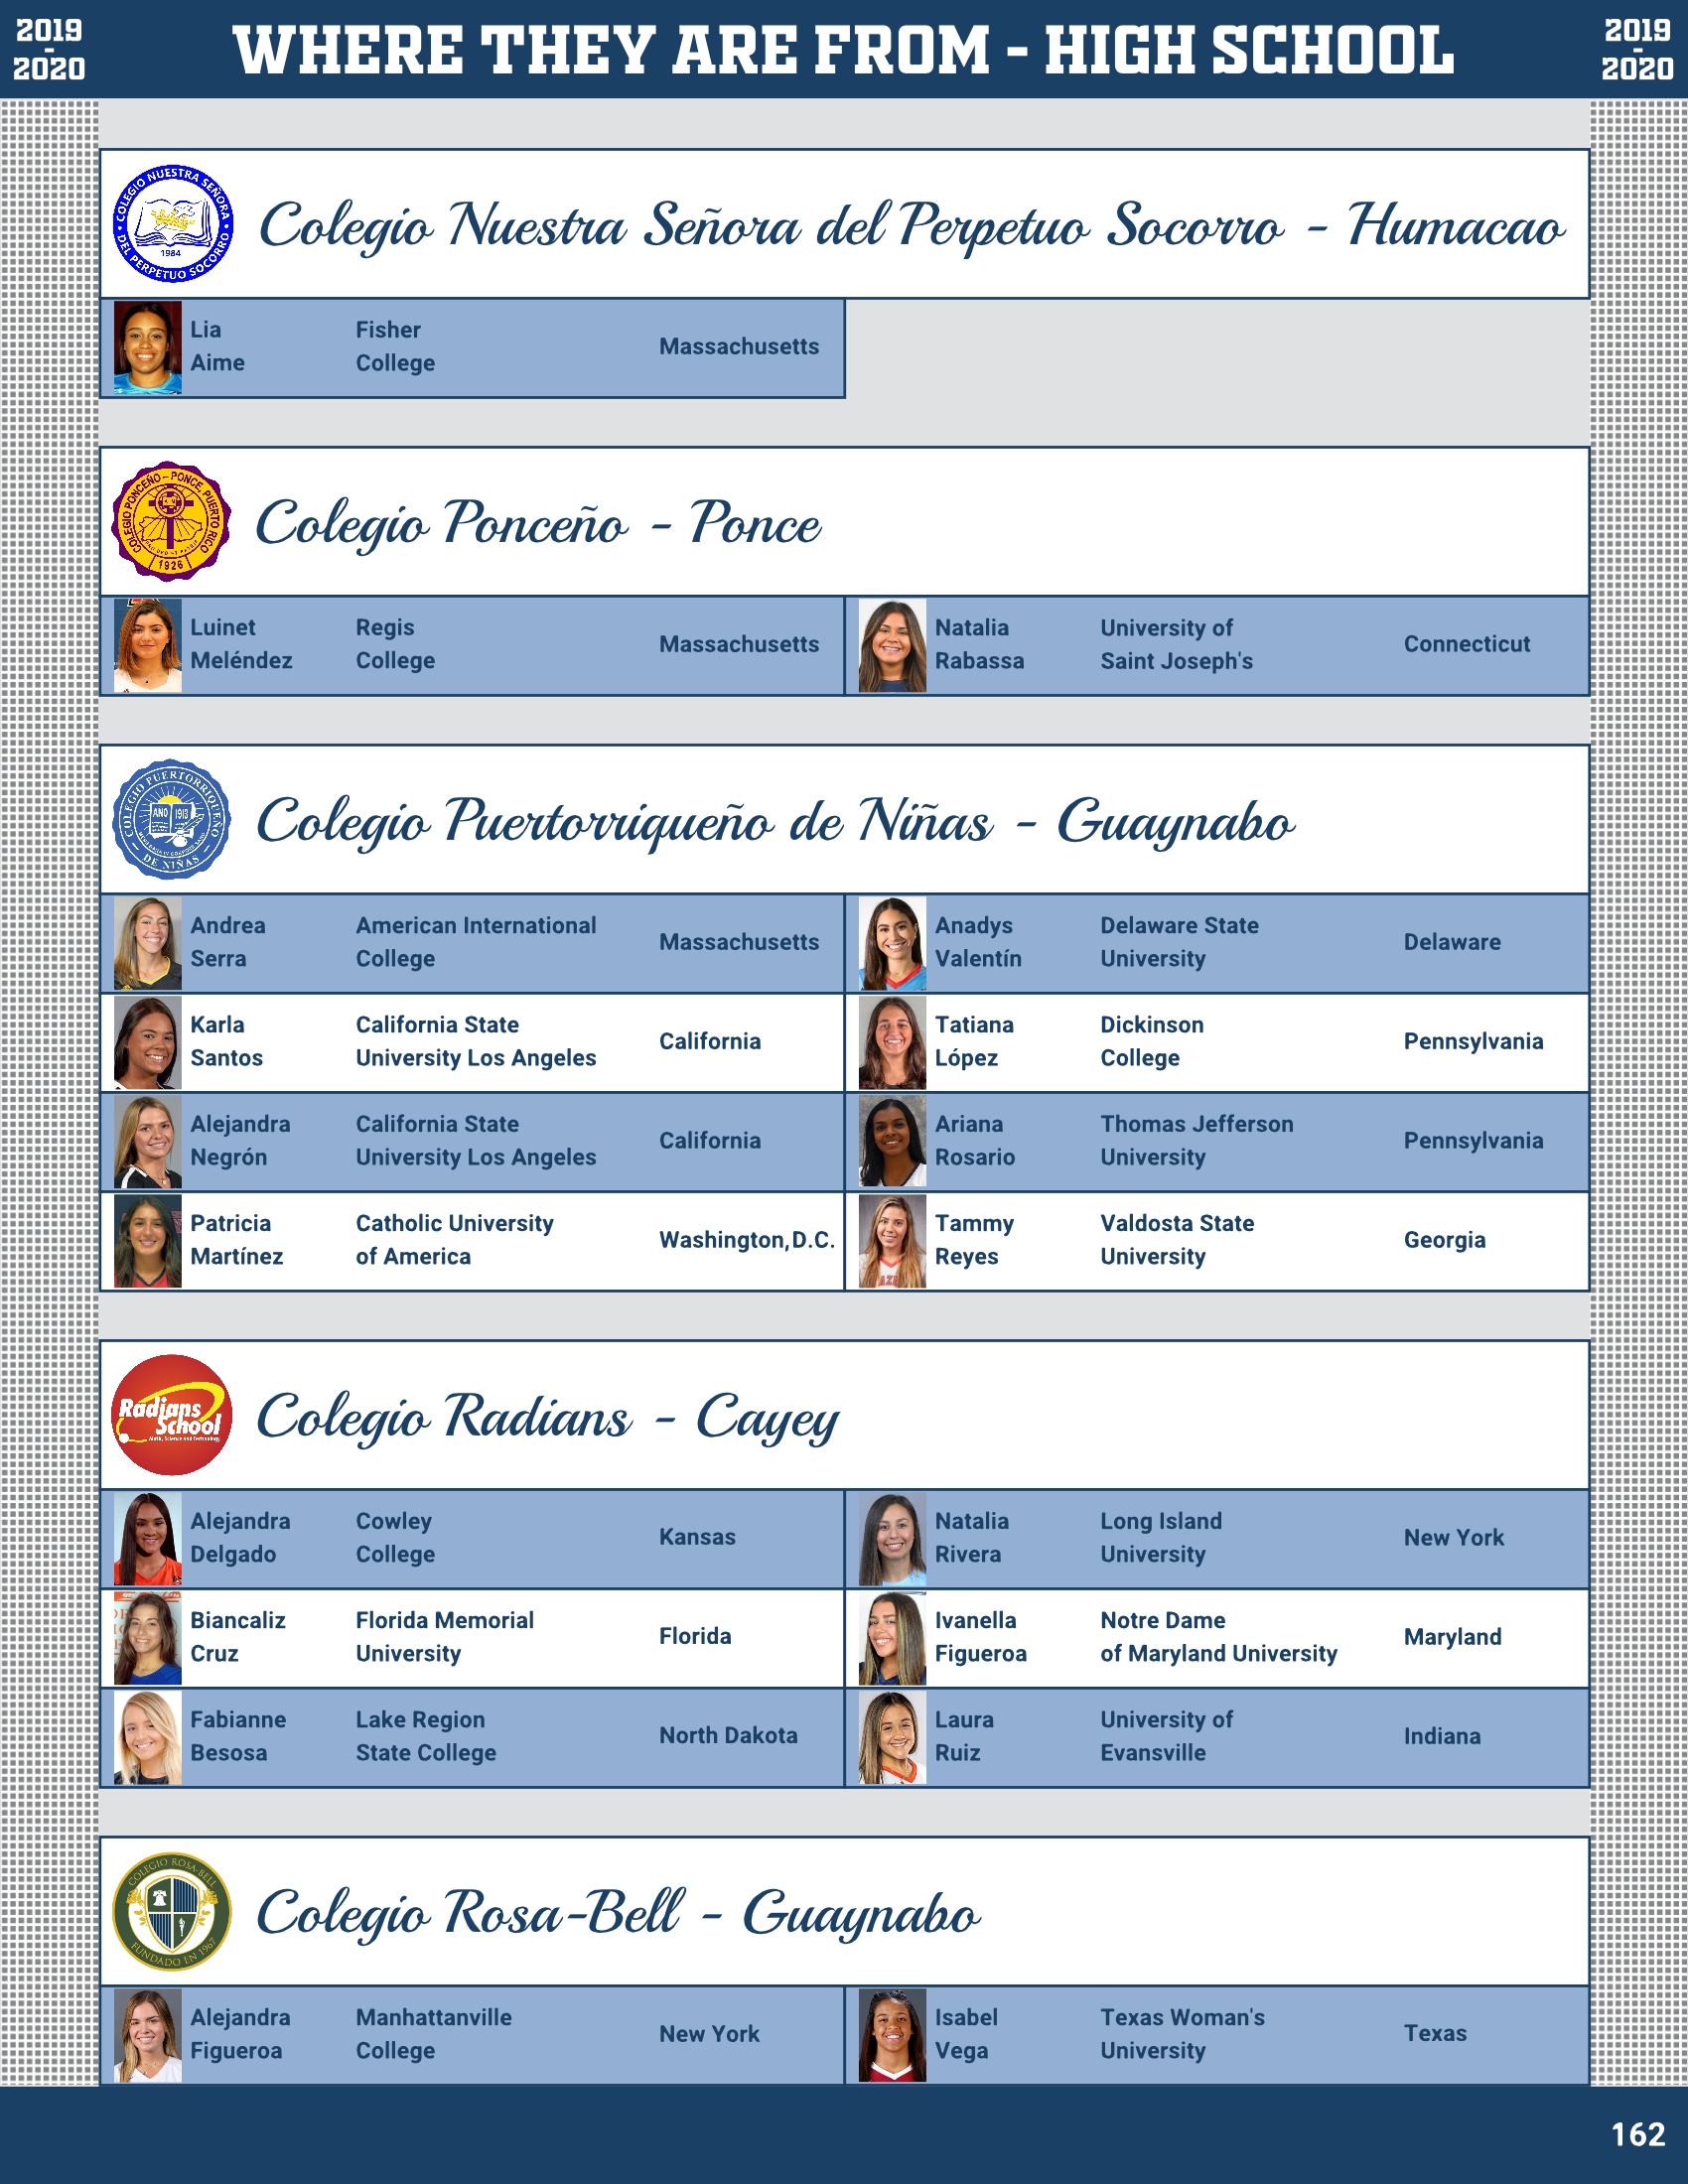 2019
-
2020
WHERE THEY ARE FROM - HIGH SCHOOL
2019
-
2020
COLEGIO NUESTRA SEÑORA
DEL PERPETUO SOCORRO
1984
Colegio Nuestra Señora del Perpetuo Socorro - Humacao
Lia
Aime
Fisher
College
Massachusetts
COLEGIO PONCEÑO - PONCE, PUERTO RICO
1926
Colegio Ponceño - Ponce
Luinet
Meléndez
Regis
College
Massachusetts
Natalia
Rabassa
University of
Saint Joseph's
Connecticut
COLEGIO PUERTORRIQUEÑO
DE NIÑAS
AÑO 1913
Colegio Puertorriqueño de Niñas - Guaynabo
Andrea
Serra
American International
College
Massachusetts
Anadys
Valentín
Delaware State
University
Delaware
Karla
Santos
California State
University Los Angeles
California
Tatiana
López
Dickinson
College
Pennsylvania
Alejandra
Negrón
California State
University Los Angeles
California
Ariana
Rosario
Thomas Jefferson
University
Pennsylvania
Patricia
Martínez
Catholic University
of America
Washington, D.C.
Tammy
Reyes
Valdosta State
University
Georgia
Radians
School
Math, Science and Technology
Colegio Radians - Cayey
Alejandra
Delgado
Cowley
College
Kansas
Natalia
Rivera
Long Island
University
New York
Biancaliz
Cruz
Florida Memorial
University
Florida
Ivanella
Figueroa
Notre Dame
of Maryland University
Maryland
Fabianne
Besosa
Lake Region
State College
North Dakota
Laura
Ruiz
University of
Evansville
Indiana
COLEGIO ROSA-BELL
FUNDADO EN 1967
Colegio Rosa-Bell - Guaynabo
Alejandra
Figueroa
Manhattanville
College
New York
Isabel
Vega
Texas Woman's
University
Texas
162